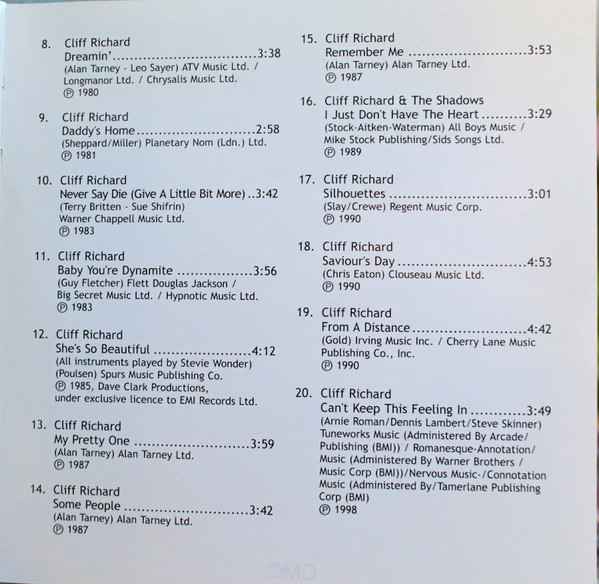 8. Cliff Richard
Dreamin'................................3:38
(Alan Tarney - Leo Sayer) ATV Music Ltd. /
Longmanor Ltd. / Chrysalis Music Ltd.
Ⓟ 1980
9. Cliff Richard
Daddy's Home...........................2:58
(Sheppard/Miller) Planetary Nom (Ldn.) Ltd.
Ⓟ 1981
10. Cliff Richard
Never Say Die (Give A Little Bit More) ..3:42
(Terry Britten - Sue Shifrin)
Warner Chappell Music Ltd.
Ⓟ 1983
11. Cliff Richard
Baby You're Dynamite .................3:56
(Guy Fletcher) Flett Douglas Jackson /
Big Secret Music Ltd. / Hypnotic Music Ltd.
Ⓟ 1983
12. Cliff Richard
She's So Beautiful ......................4:12
(All instruments played by Stevie Wonder)
(Poulsen) Spurs Music Publishing Co.
Ⓟ 1985, Dave Clark Productions,
under exclusive licence to EMI Records Ltd.
13. Cliff Richard
My Pretty One .........................3:59
(Alan Tarney) Alan Tarney Ltd.
Ⓟ 1987
14. Cliff Richard
Some People ............................3:42
(Alan Tarney) Alan Tarney Ltd.
Ⓟ 1987
15. Cliff Richard
Remember Me ..........................3:53
(Alan Tarney) Alan Tarney Ltd.
Ⓟ 1987
16. Cliff Richard & The Shadows
I Just Don't Have The Heart ..........3:29
(Stock-Aitken-Waterman) All Boys Music /
Mike Stock Publishing/Sids Songs Ltd.
Ⓟ 1989
17. Cliff Richard
Silhouettes ...............................3:01
(Slay/Crewe) Regent Music Corp.
Ⓟ 1990
18. Cliff Richard
Saviour's Day.............................4:53
(Chris Eaton) Clouseau Music Ltd.
Ⓟ 1990
19. Cliff Richard
From A Distance.........................4:42
(Gold) Irving Music Inc. / Cherry Lane Music
Publishing Co., Inc.
Ⓟ 1990
20. Cliff Richard
Can't Keep This Feeling In ............3:49
(Arnie Roman/Dennis Lambert/Steve Skinner)
Tuneworks Music (Administered By Arcade/
Publishing (BMI)) / Romanesque-Annotation/
Music (Administered By Warner Brothers /
Music Corp (BMI))/Nervous Music-/Connotation
Music (Administered By/Tamerlane Publishing
Corp (BMI)
Ⓟ 1998
CMC